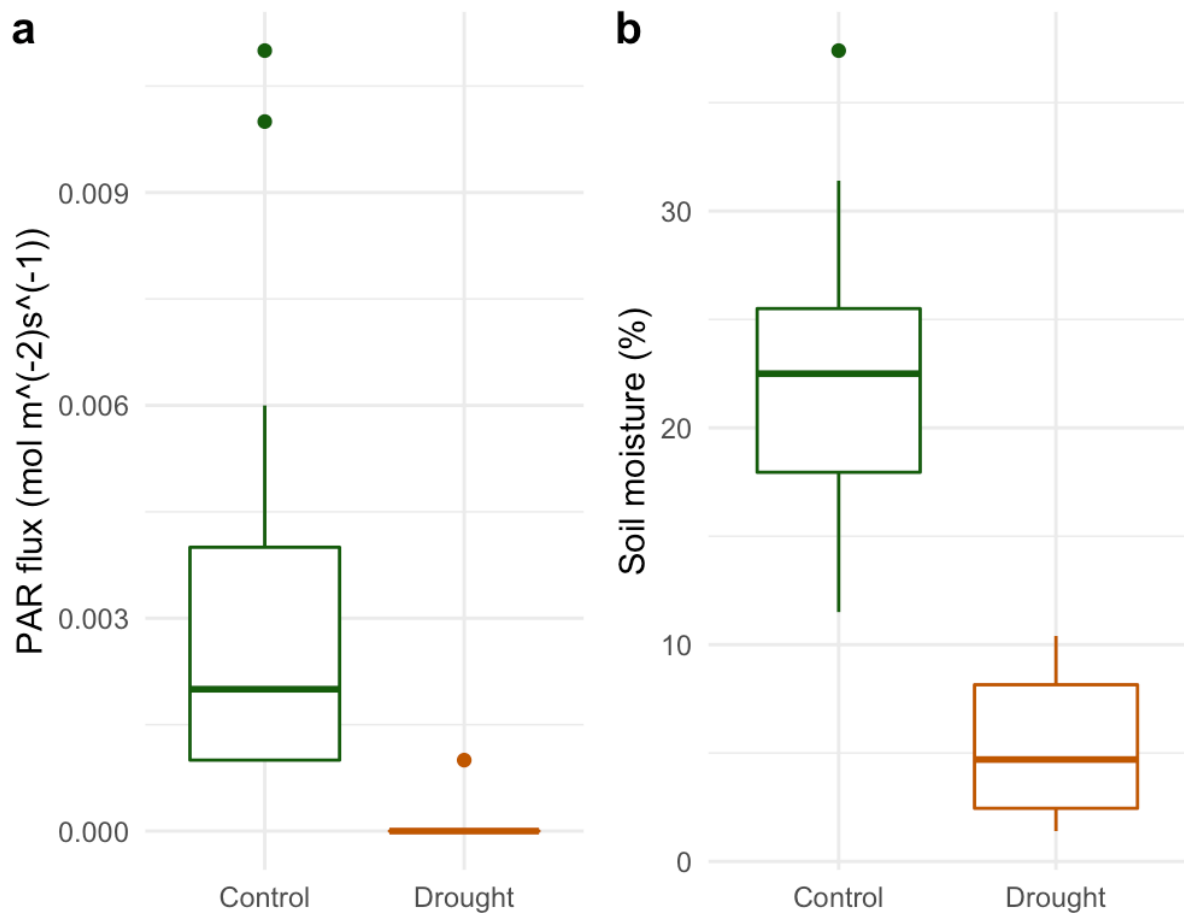 a
PAR flux (mol m^(-2)s^(-1))
0.009
0.006
0.003
0.000
Control
Drought
b
Soil moisture (%)
30
20
10
0
Control
Drought